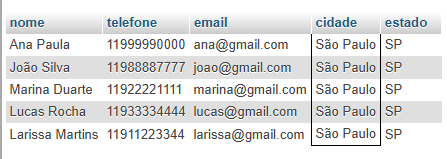 nome telefone email cidade estado
Ana Paula 11999990000 ana@gmail.com São Paulo SP
João Silva 11988887777 joao@gmail.com São Paulo SP
Marina Duarte 11922221111 marina@gmail.com São Paulo SP
Lucas Rocha 11933334444 lucas@gmail.com São Paulo SP
Larissa Martins 11911223344 larissa@gmail.com São Paulo SP